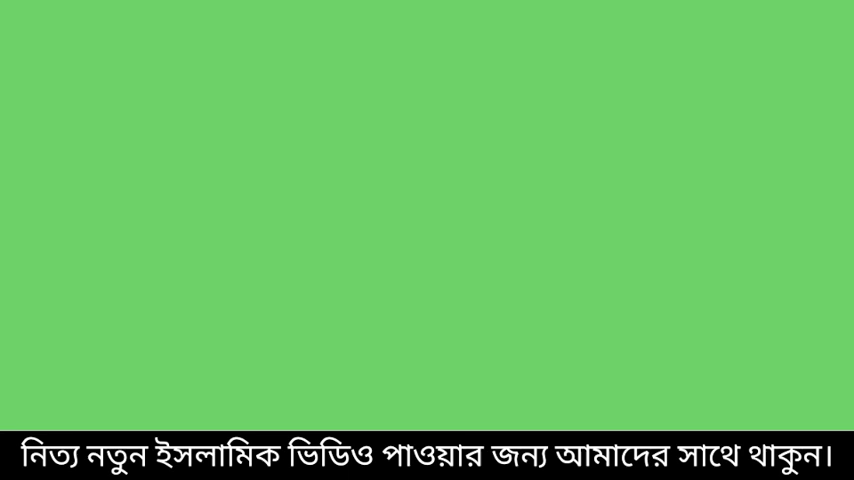 নিত্য নতুন ইসলামিক ভিডিও পাওয়ার জন্য আমাদের সাথে থাকুন।